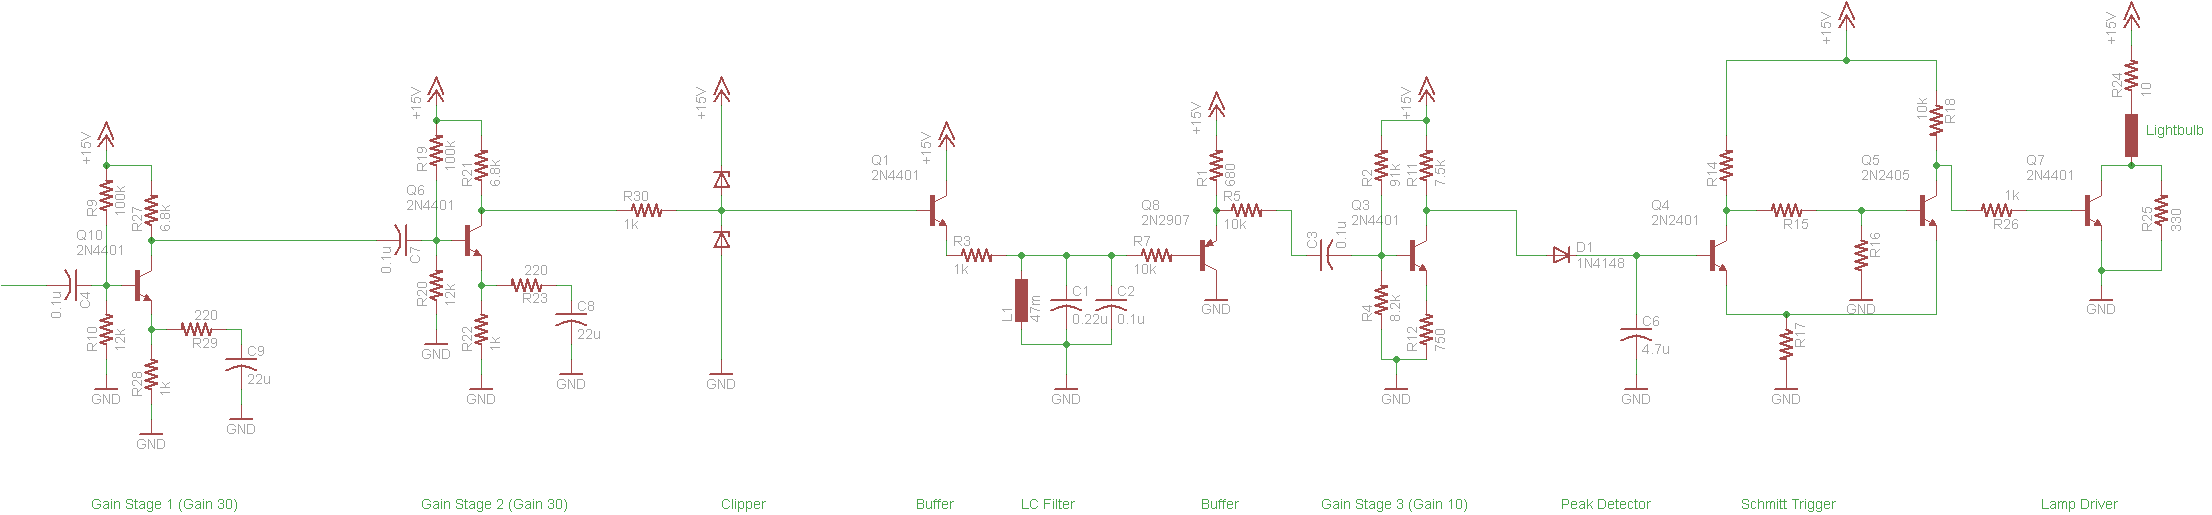 +15V
R9
100k
R27
6.8k
Q10
2N4401
0.1u
C4
R10
12k
220
R29
R28
1k
C9
22u
GND
GND
GND
+15V
R19
100k
R21
6.8k
Q6
2N4401
0.1u
C7
R20
12k
220
R23
R22
1k
C8
22u
GND
GND
GND
R30
1k
+15V
GND
Q1
2N4401
+15V
R3
1k
L1
47m
C1
0.22u
C2
0.1u
GND
R7
10k
Q8
2N2907
+15V
R1
680
R5
10k
GND
C3
0.1u
+15V
R2
91k
R11
7.5k
Q3
2N4401
R4
8.2k
R12
750
GND
D1
1N4148
C6
4.7u
GND
+15V
R14
Q4
2N2401
R15
R16
GND
R17
GND
10k
R18
Q5
2N2405
1k
R26
Q7
2N4401
+15V
R24
10
Lightbulb
R25
330
GND
Gain Stage 1 (Gain 30)
Gain Stage 2 (Gain 30)
Clipper
Buffer
LC Filter
Buffer
Gain Stage 3 (Gain 10)
Peak Detector
Schmitt Trigger
Lamp Driver